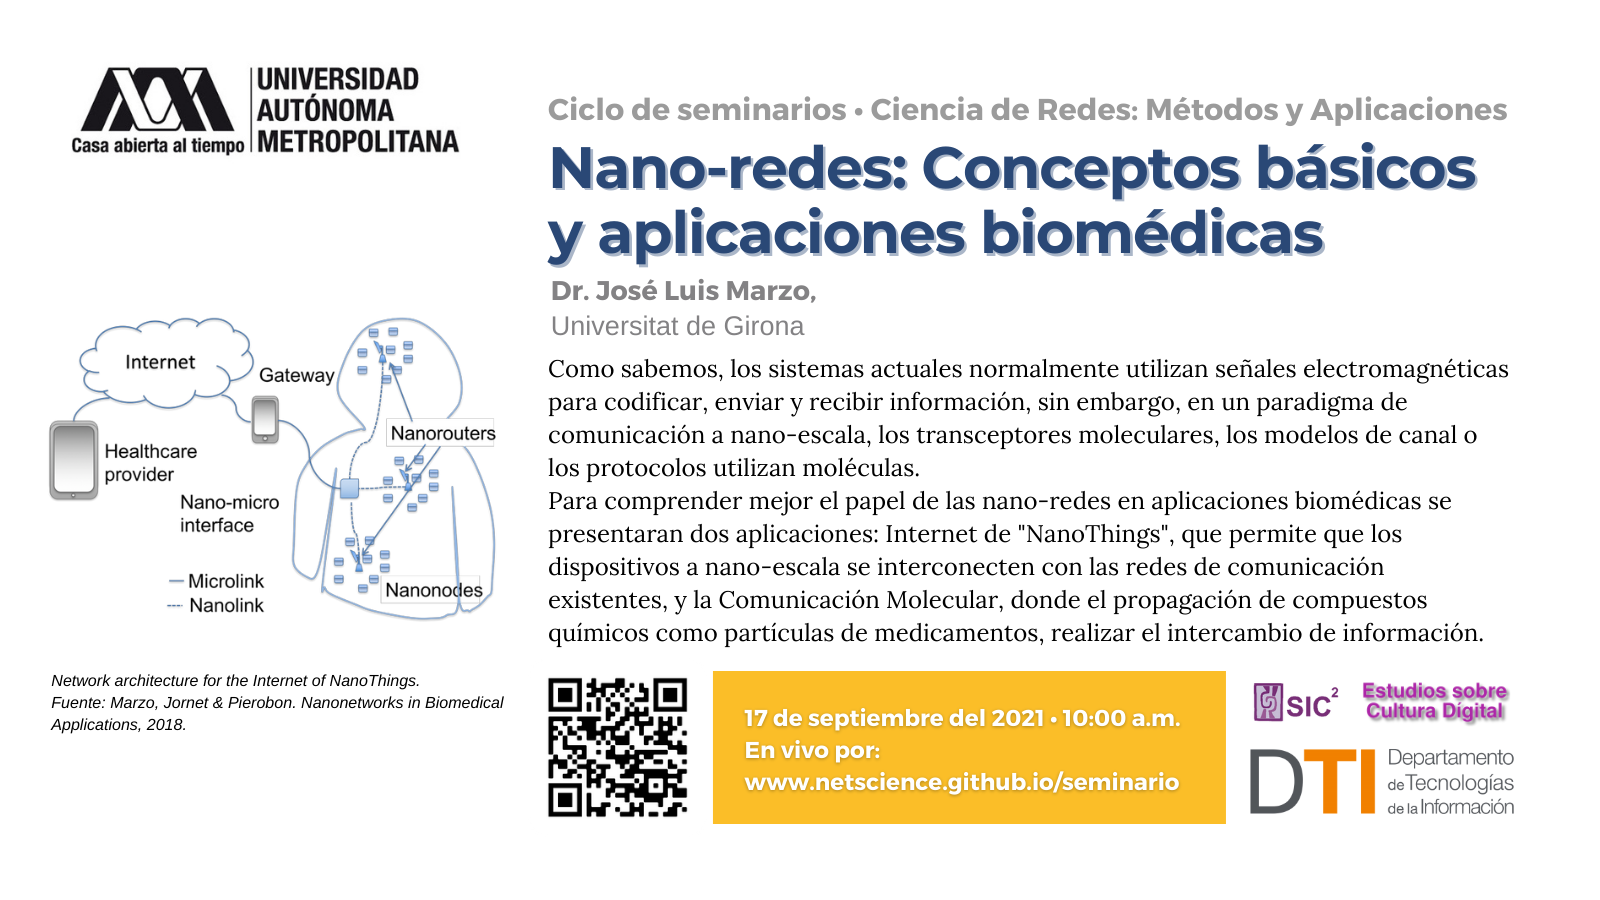 UNIVERSIDAD
AUTÓNOMA
METROPOLITANA
Casa abierta al tiempo
Ciclo de seminarios • Ciencia de Redes: Métodos y Aplicaciones
Nano-redes: Conceptos básicos
y aplicaciones biomédicas
Dr. José Luis Marzo,
Universitat de Girona
Internet
Gateway
Healthcare
provider
Nanorouters
Nano-micro
interface
Microlink
Nanolink
Nanonodes
Network architecture for the Internet of NanoThings.
Fuente: Marzo, Jornet & Pierobon. Nanonetworks in Biomedical
Applications, 2018.
Como sabemos, los sistemas actuales normalmente utilizan señales electromagnéticas
para codificar, enviar y recibir información, sin embargo, en un paradigma de
comunicación a nano-escala, los transceptores moleculares, los modelos de canal o
los protocolos utilizan moléculas.
Para comprender mejor el papel de las nano-redes en aplicaciones biomédicas se
presentaran dos aplicaciones: Internet de "NanoThings", que permite que los
dispositivos a nano-escala se interconecten con las redes de comunicación
existentes, y la Comunicación Molecular, donde el propagación de compuestos
químicos como partículas de medicamentos, realizar el intercambio de información.
17 de septiembre del 2021 • 10:00 a.m.
En vivo por:
www.netscience.github.io/seminario
SIC²
Estudios sobre
Cultura Digital
DTI
Departamento
de Tecnologías
de la Información